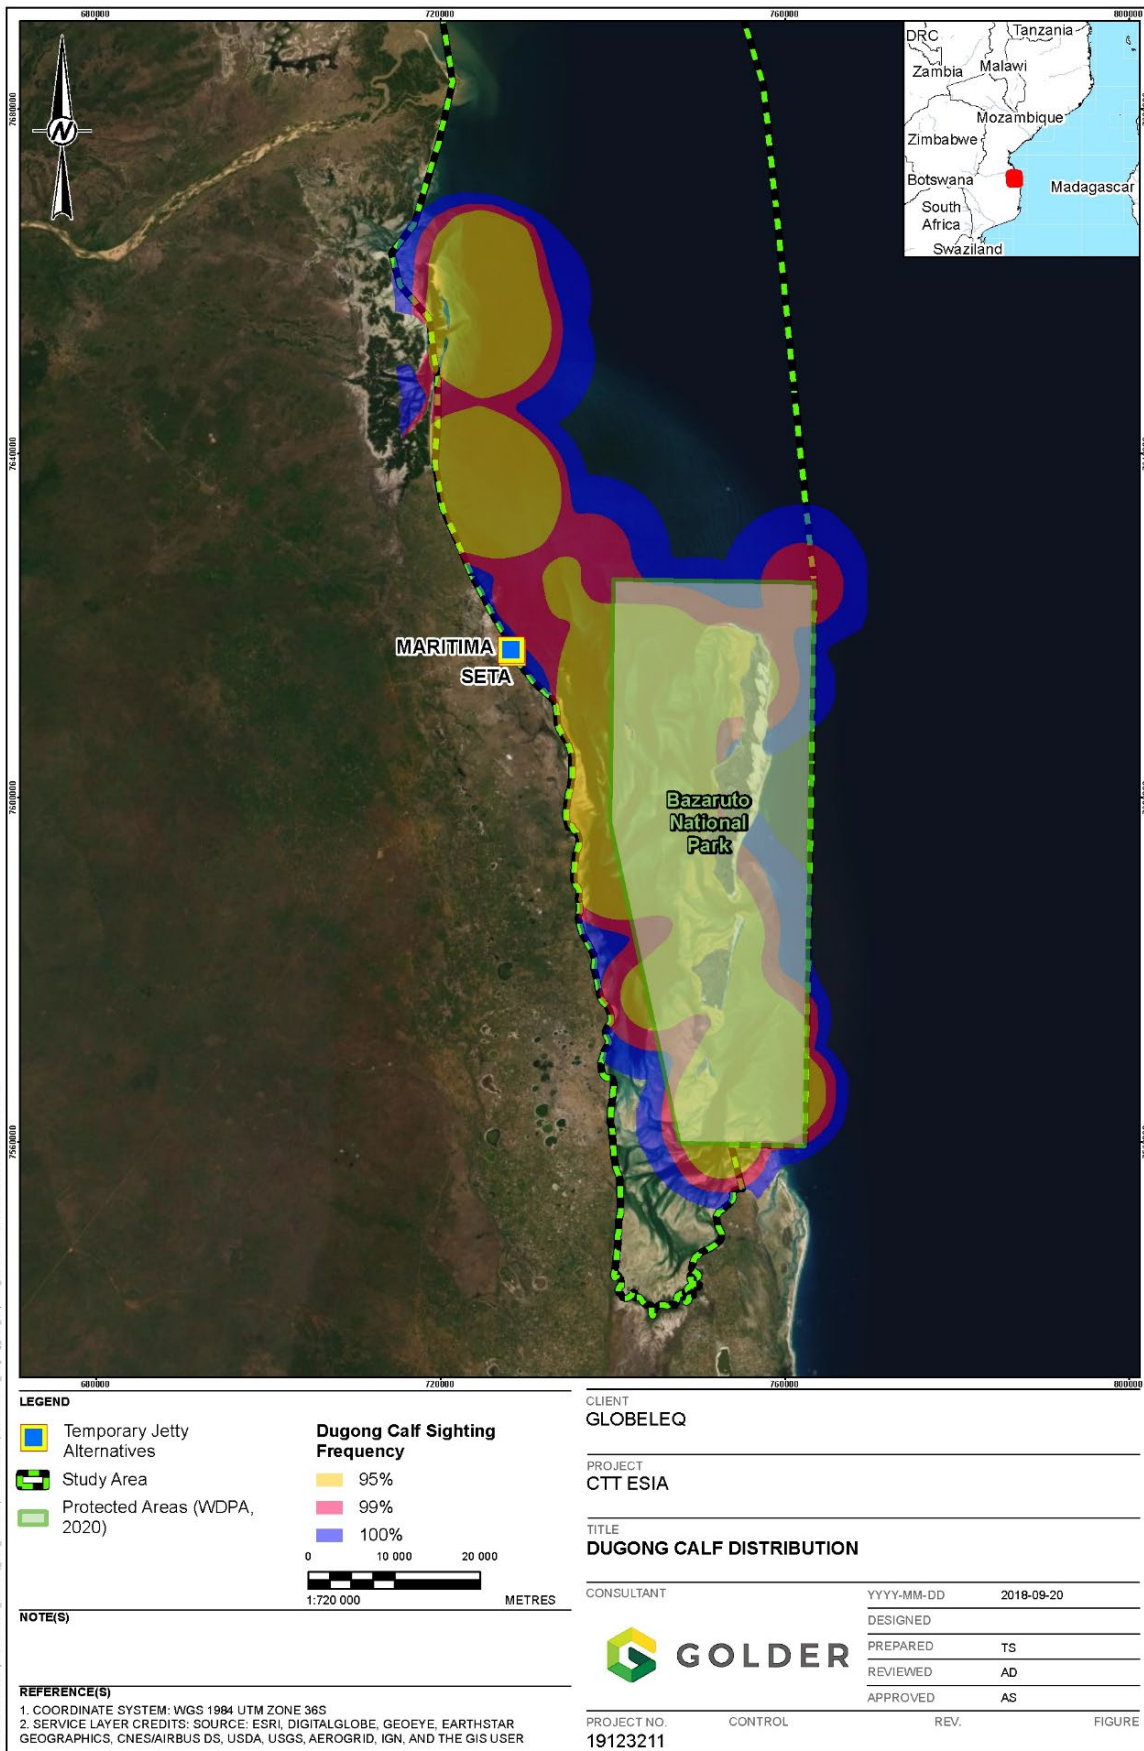 680000
720000
760000
800000
N
7680000
7640000
7600000
7560000
DRC
Tanzania
Zambia
Malawi
Mozambique
Zimbabwe
Botswana
Madagascar
South
Africa
Swaziland
MARITIMA
SETA
Bazaruto
National
Park
680000
720000
760000
800000
LEGEND
Temporary Jetty
Alternatives
Study Area
Protected Areas (WDPA,
2020)
Dugong Calf Sighting
Frequency
95%
99%
100%
0 10 000 20 000
1:720 000 METRES
NOTE(S)
REFERENCE(S)
1. COORDINATE SYSTEM: WGS 1984 UTM ZONE 36S
2. SERVICE LAYER CREDITS: SOURCE: ESRI, DIGITALGLOBE, GEOEYE, EARTHSTAR
GEOGRAPHICS, CNES/AIRBUS DS, USDA, USGS, AEROGRID, IGN, AND THE GIS USER
CLIENT
GLOBELEQ
PROJECT
CTT ESIA
TITLE
DUGONG CALF DISTRIBUTION
CONSULTANT
GOLDER
YYYY-MM-DD 2018-09-20
DESIGNED
PREPARED TS
REVIEWED AD
APPROVED AS
PROJECT NO. CONTROL REV. FIGURE
19123211